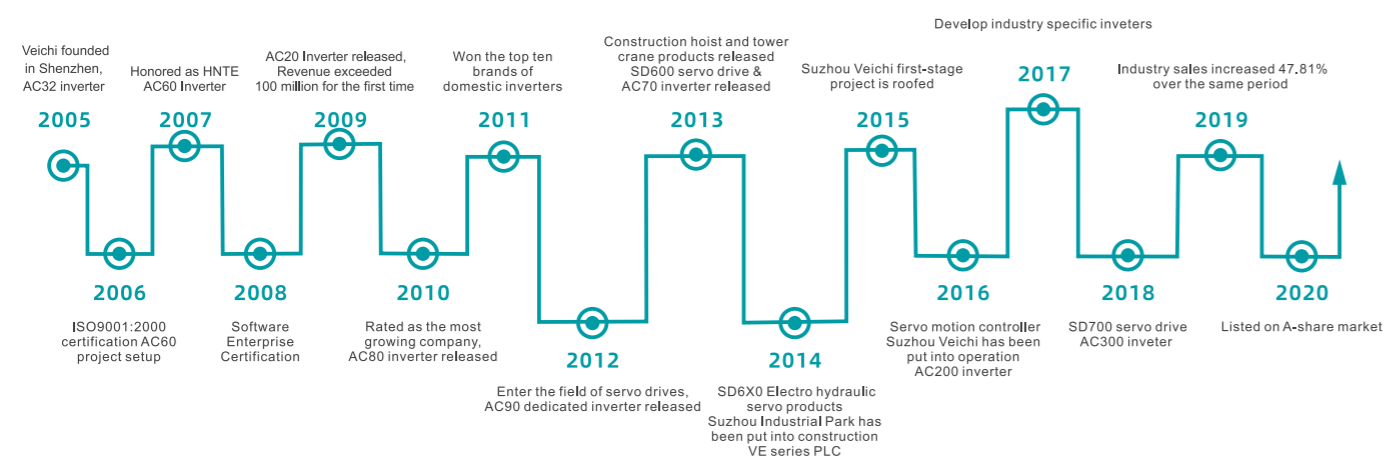 Veichi founded
in Shenzhen,
AC32 inverter
2005
ISO9001:2000
certification AC60
project setup
2006
Honored as HNTE
AC60 Inverter
2007
2008
Software
Enterprise
Certification
AC20 Inverter released,
Revenue exceeded
100 million for the first time
2009
2010
Rated as the most
growing company,
AC80 inverter released
Won the top ten
brands of
domestic inverters
2011
2012
Enter the field of servo drives,
AC90 dedicated inverter released
Construction hoist and tower
crane products released
SD600 servo drive &
AC70 inverter released
2013
2014
SD6X0 Electro hydraulic
servo products
Suzhou Industrial Park has
been put into construction
VE series PLC
Suzhou Veichi first-stage
project is roofed
2015
2016
Servo motion controller
Suzhou Veichi has been
put into operation
AC200 inverter
Develop industry specific inveters
2017
2018
SD700 servo drive
AC300 inveter
Industry sales increased 47.81%
over the same period
2019
2020
Listed on A-share market